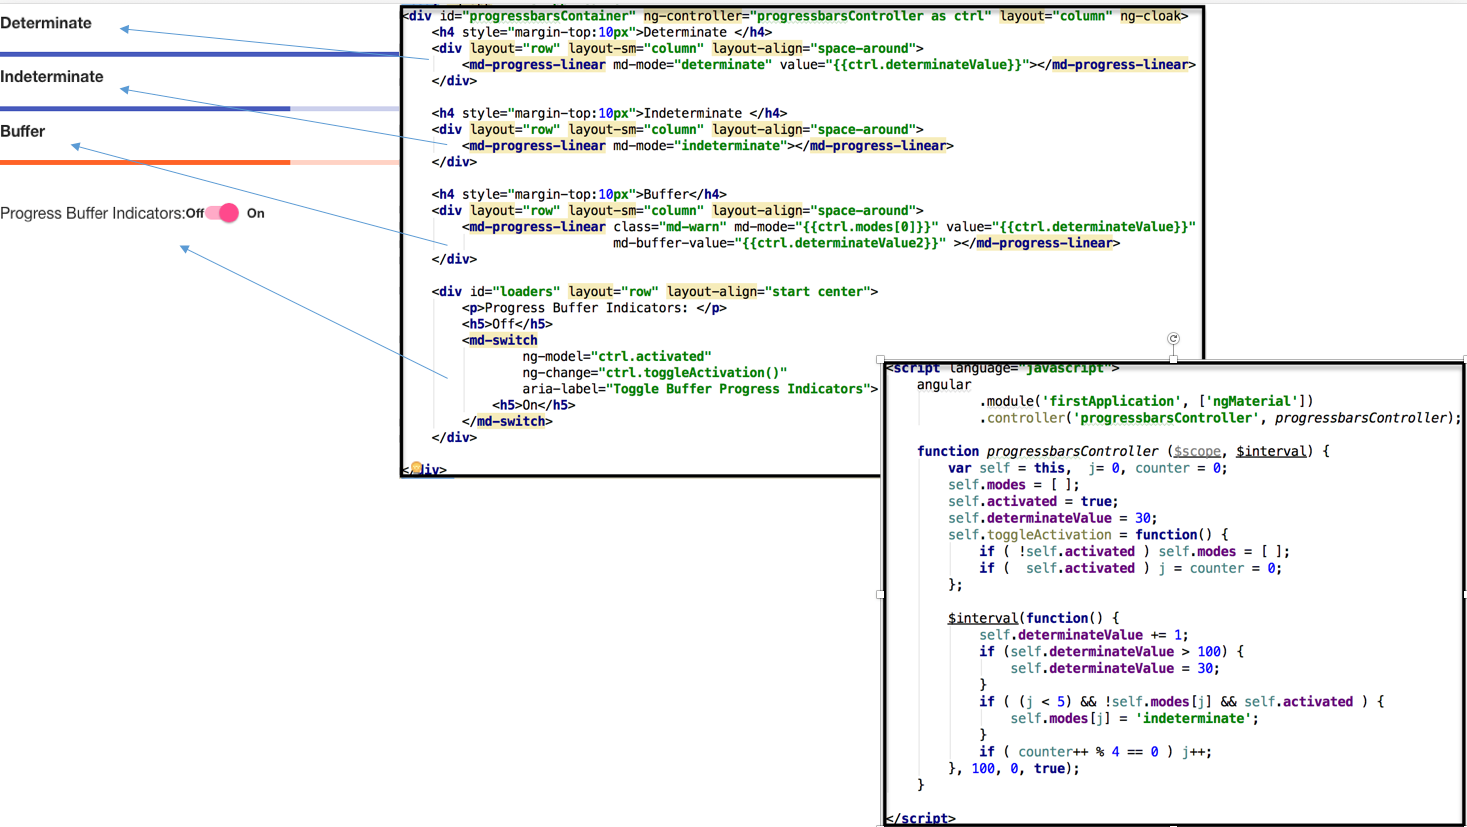 Determinate
Indeterminate
Buffer
Progress Buffer Indicators:Off On
<div id="progressbarsContainer" ng-controller="progressbarsController as ctrl" layout="column" ng-cloak>
<h4 style="margin-top:10px">Determinate </h4>
<div layout="row" layout-sm="column" layout-align="space-around">
<md-progress-linear md-mode="determinate" value="{{ctrl.determinateValue}}"></md-progress-linear>
</div>
<h4 style="margin-top:10px">Indeterminate </h4>
<div layout="row" layout-sm="column" layout-align="space-around">
<md-progress-linear md-mode="indeterminate"></md-progress-linear>
</div>
<h4 style="margin-top:10px">Buffer</h4>
<div layout="row" layout-sm="column" layout-align="space-around">
<md-progress-linear class="md-warn" md-mode="{{ctrl.modes[0]}}" value="{{ctrl.determinateValue}}"
md-buffer-value="{{ctrl.determinateValue2}}" ></md-progress-linear>
</div>
<div id="loaders" layout="row" layout-align="start center">
<p>Progress Buffer Indicators: </p>
<h5>Off</h5>
<md-switch
ng-model="ctrl.activated"
ng-change="ctrl.toggleActivation()"
aria-label="Toggle Buffer Progress Indicators">
<h5>On</h5>
</md-switch>
</div>
</div>
<script language="javascript">
angular
.module('firstApplication', ['ngMaterial'])
.controller('progressbarsController', progressbarsController);
function progressbarsController ($scope, $interval) {
var self = this, j= 0, counter = 0;
self.modes = [ ];
self.activated = true;
self.determinateValue = 30;
self.toggleActivation = function() {
if ( !self.activated ) self.modes = [ ];
if ( self.activated ) j = counter = 0;
};
$interval(function() {
self.determinateValue += 1;
if (self.determinateValue > 100) {
self.determinateValue = 30;
}
if ( (j < 5) && !self.modes[j] && self.activated ) {
self.modes[j] = 'indeterminate';
}
if ( counter++ % 4 == 0 ) j++;
}, 100, 0, true);
}
</script>